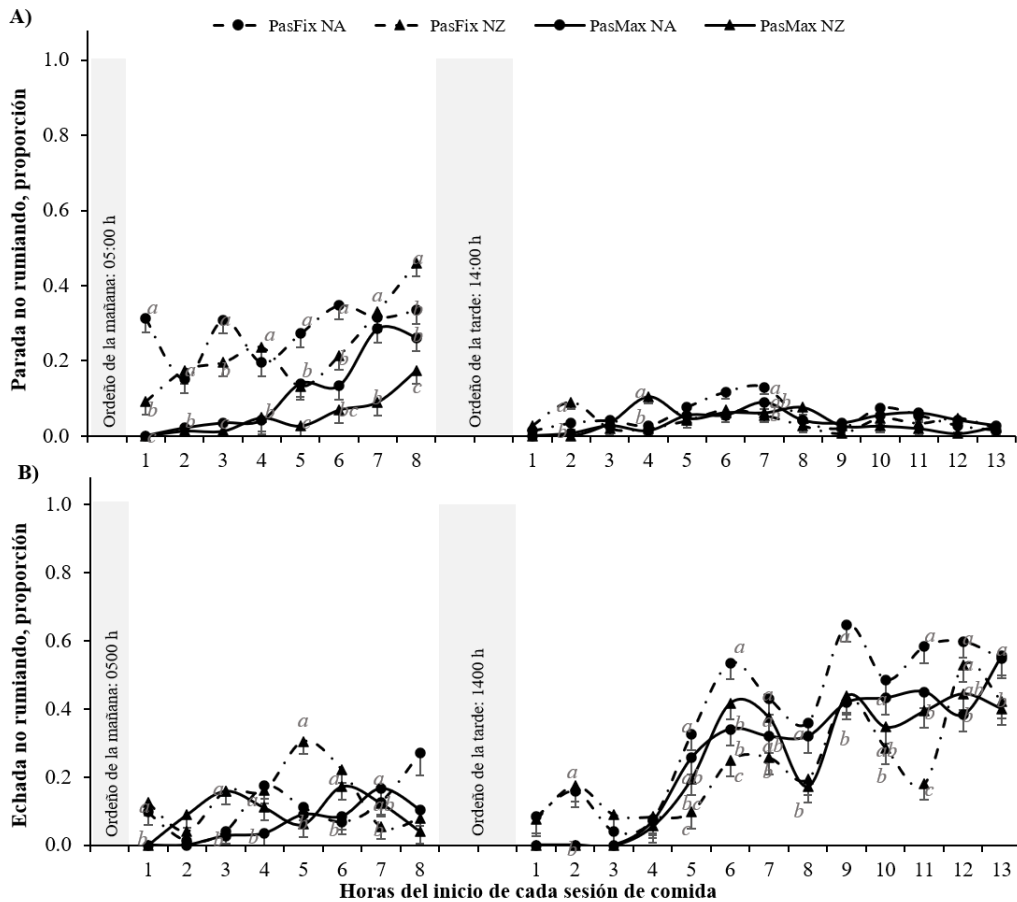 A)
PasFix NA PasFix NZ PasMax NA PasMax NZ
Parada no rumiando, proporción
1.0
0.8
0.6
0.4
0.2
0.0
Ordeño de la mañana: 05:00 h
Ordeño de la tarde: 14:00 h
1 2 3 4 5 6 7 8 1 2 3 4 5 6 7 8 9 10 11 12 13
B)
Echada no rumiando, proporción
1.0
0.8
0.6
0.4
0.2
0.0
Ordeño de la mañana: 0500 h
Ordeño de la tarde: 1400 h
1 2 3 4 5 6 7 8 1 2 3 4 5 6 7 8 9 10 11 12 13
Horas del inicio de cada sesión de comida